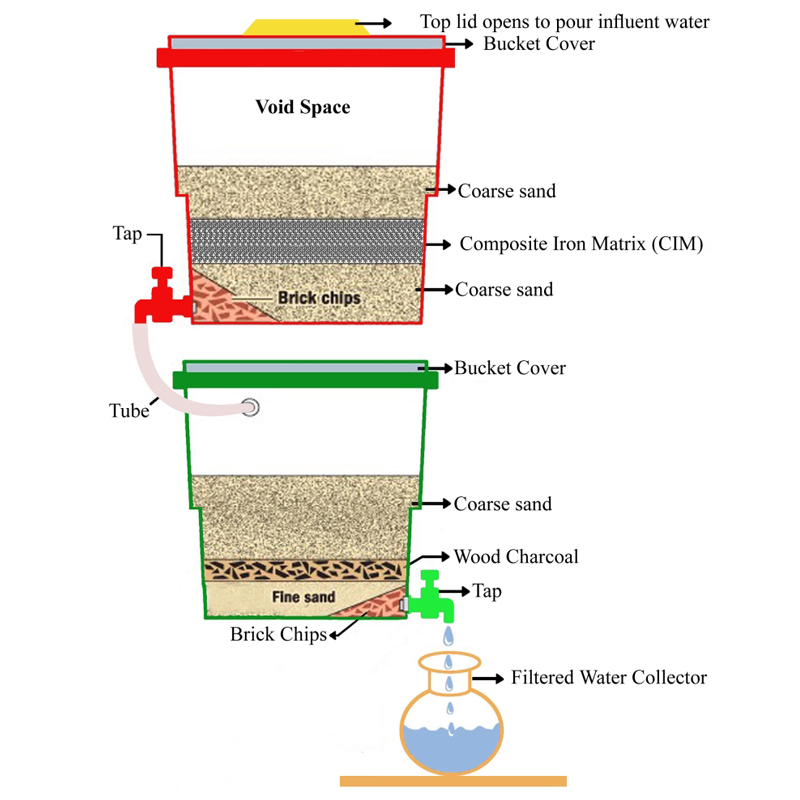 Top lid opens to pour influent water
Bucket Cover
Void Space
Coarse sand
Tap
Composite Iron Matrix (CIM)
Coarse sand
Brick chips
Bucket Cover
Tube
Coarse sand
Wood Charcoal
Tap
Fine sand
Brick Chips
Filtered Water Collector